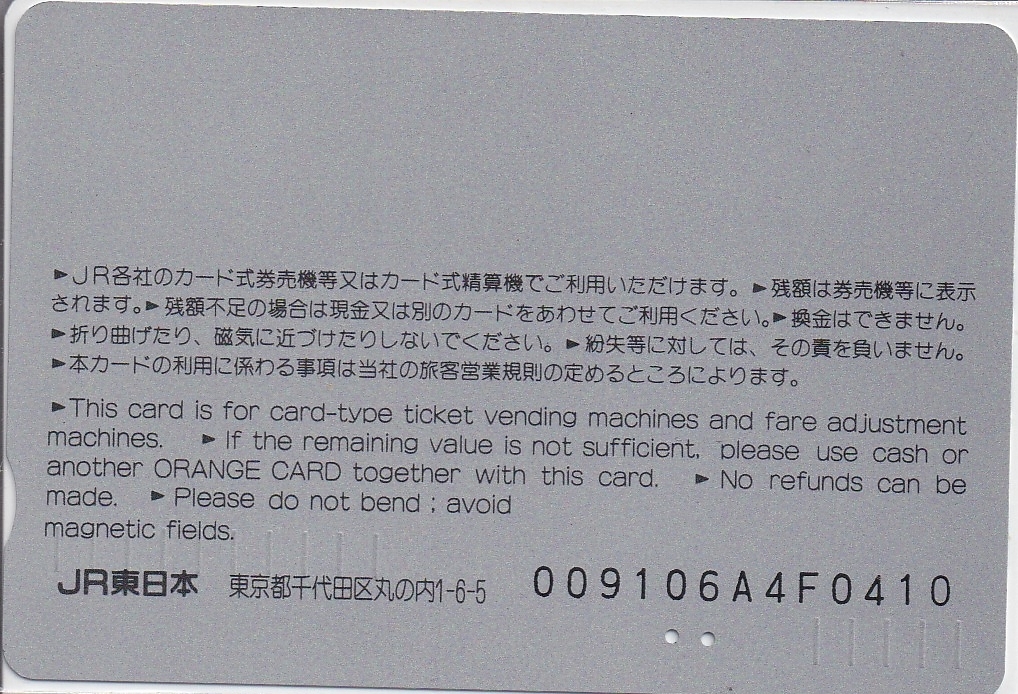 ►JR各社のカード式券売機等又はカード式精算機でご利用いただけます。►残額は券売機等に表示
されます。►残額不足の場合は現金又は別のカードをあわせてご利用ください。►換金はできません。
►折り曲げたり、磁気に近づけたりしないでください。►紛失等に対しては、その責を負いません。
►本カードの利用に係わる事項は当社の旅客営業規則の定めるところによります。
►This card is for card-type ticket vending machines and fare adjustment
machines. ►If the remaining value is not sufficient, please use cash or
another ORANGE CARD together with this card. ►No refunds can be
made. ►Please do not bend ; avoid
magnetic fields.
JR東日本 東京都千代田区丸の内1-6-5 009106A4F0410